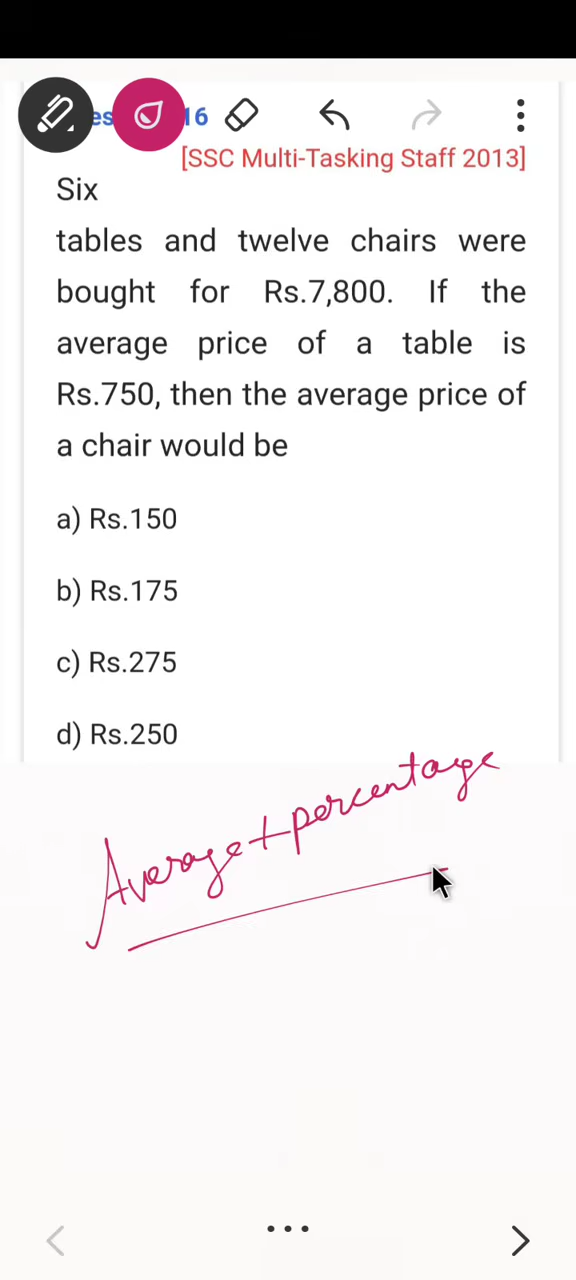 es 16
[SSC Multi-Tasking Staff 2013]
Six
tables and twelve chairs were
bought for Rs.7,800. If the
average price of a table is
Rs.750, then the average price of
a chair would be
a) Rs.150
b) Rs.175
c) Rs.275
d) Rs.250
Average+percentage